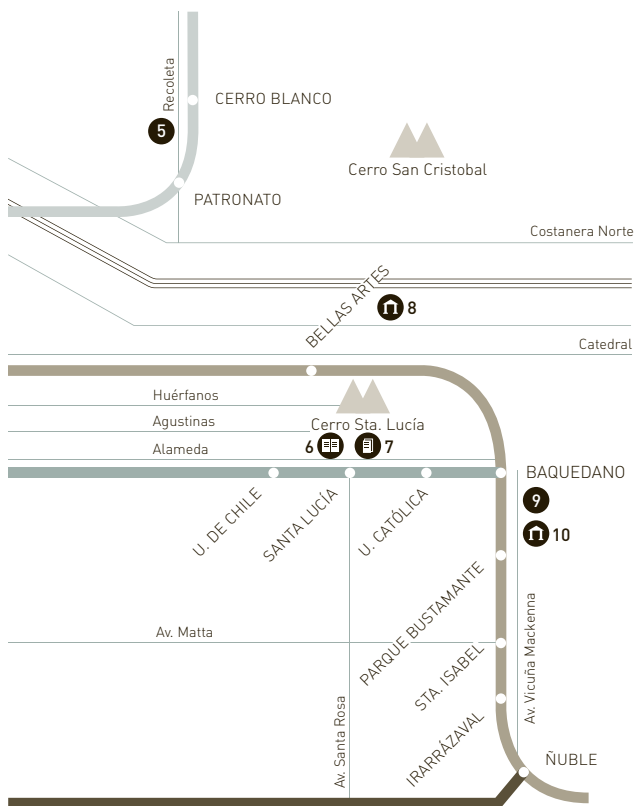 Recoleta
CERRO BLANCO
5
Cerro San Cristobal
PATRONATO
Costanera Norte
BELLAS ARTES
8
Catedral
Huérfanos
Agustinas
Cerro Sta. Lucía
Alameda
6
7
BAQUEDANO
U. DE CHILE
SANTA LUCÍA
U. CATÓLICA
9
10
PARQUE BUSTAMANTE
Av. Matta
STA. ISABEL
Av. Vicuña Mackenna
Av. Santa Rosa
IRARRÁZAVAL
ÑUBLE